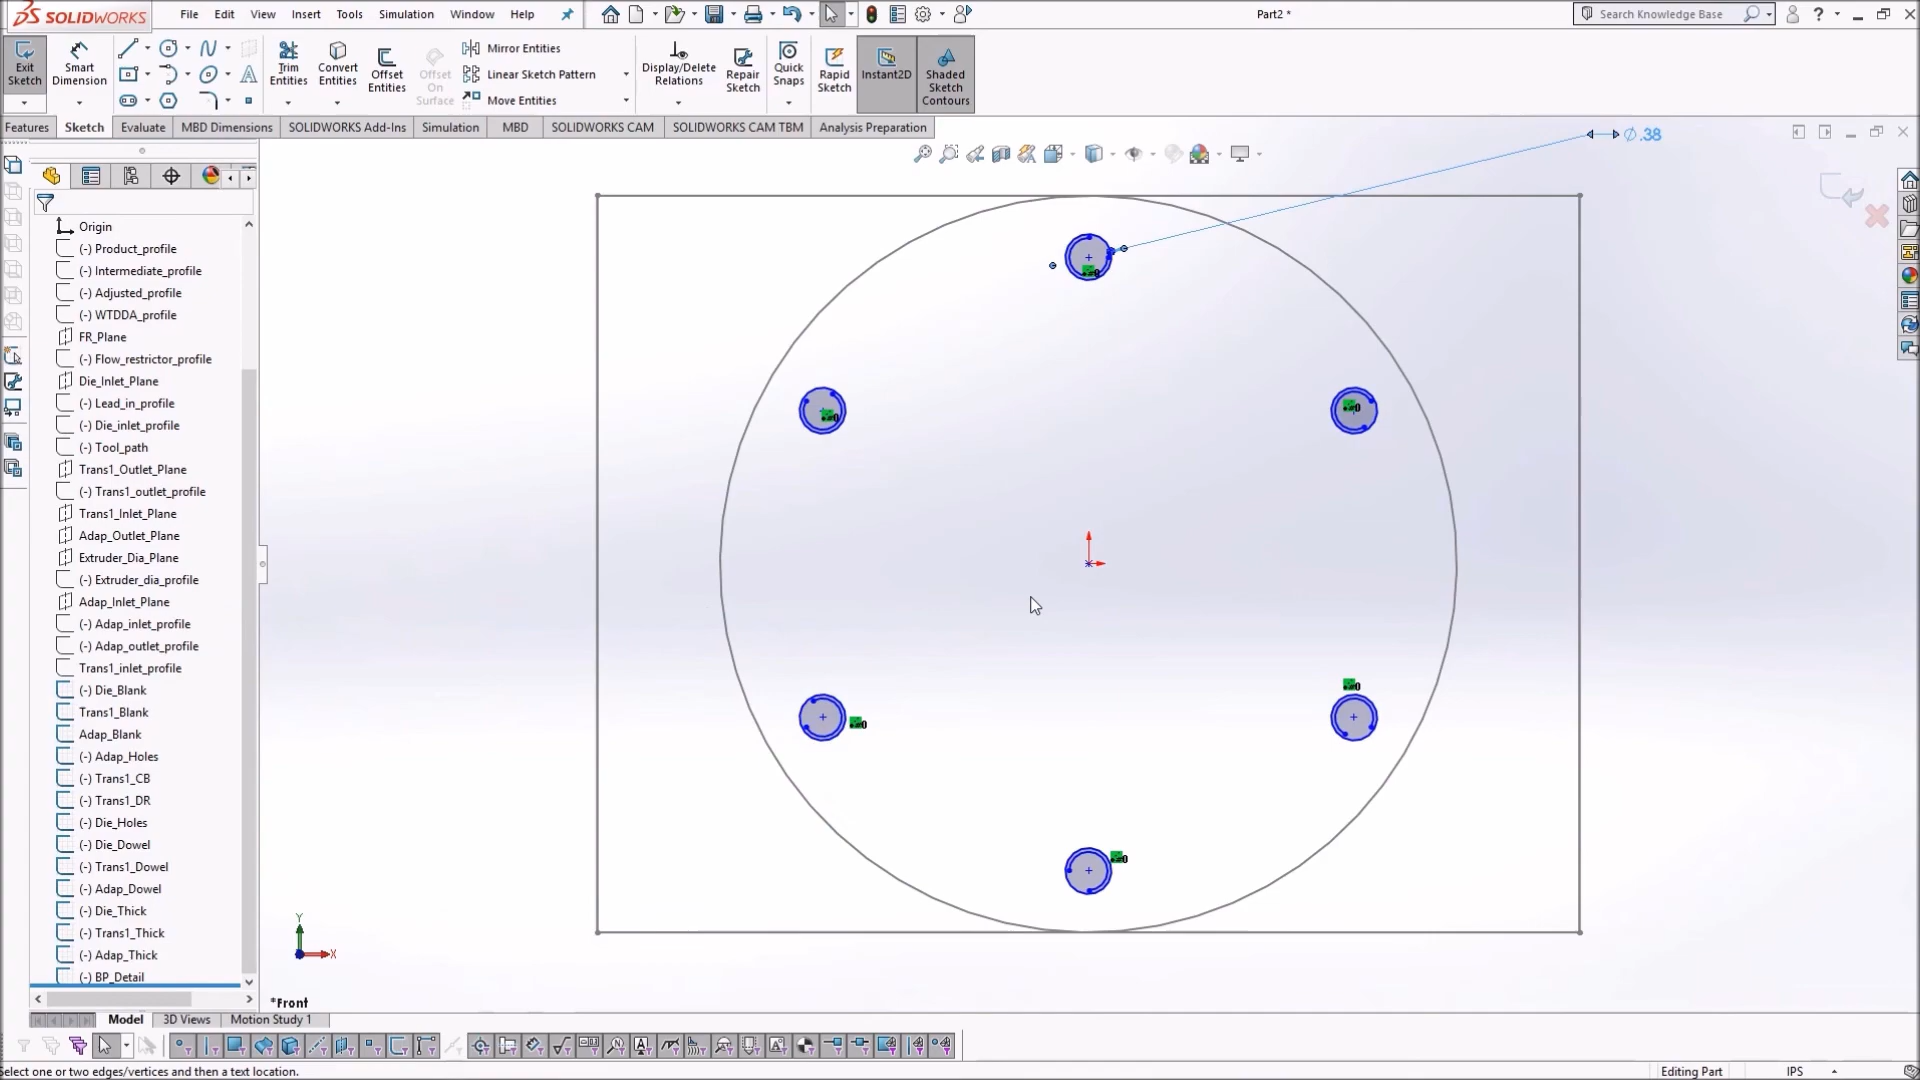 SOLIDWORKS
File Edit View Insert Tools Simulation Window Help
Part2 *
Search Knowledge Base
Exit Sketch
Smart Dimension
Trim Entities
Convert Entities
Offset Entities
Offset On Surface
Mirror Entities
Linear Sketch Pattern
Move Entities
Display/Delete Relations
Repair Sketch
Quick Snaps
Rapid Sketch
Instant2D
Shaded Sketch Contours
Features Sketch Evaluate MBD Dimensions SOLIDWORKS Add-Ins Simulation MBD SOLIDWORKS CAM SOLIDWORKS CAM TBM Analysis Preparation
∅.38
Origin
(-) Product_profile
(-) Intermediate_profile
(-) Adjusted_profile
(-) WTDDA_profile
FR_Plane
(-) Flow_restrictor_profile
Die_Inlet_Plane
(-) Lead_in_profile
(-) Die_inlet_profile
(-) Tool_path
Trans1_Outlet_Plane
(-) Trans1_outlet_profile
Trans1_Inlet_Plane
Adap_Outlet_Plane
Extruder_Dia_Plane
(-) Extruder_dia_profile
Adap_Inlet_Plane
(-) Adap_inlet_profile
(-) Adap_outlet_profile
Trans1_inlet_profile
(-) Die_Blank
Trans1_Blank
Adap_Blank
(-) Adap_Holes
(-) Trans1_CB
(-) Trans1_DR
(-) Die_Holes
(-) Die_Dowel
(-) Trans1_Dowel
(-) Adap_Dowel
(-) Die_Thick
(-) Trans1_Thick
(-) Adap_Thick
(-) BP_Detail
0
0
0
0
0
0
Y
X
*Front
Model 3D Views Motion Study 1
Select one or two edges/vertices and then a text location.
Editing Part IPS